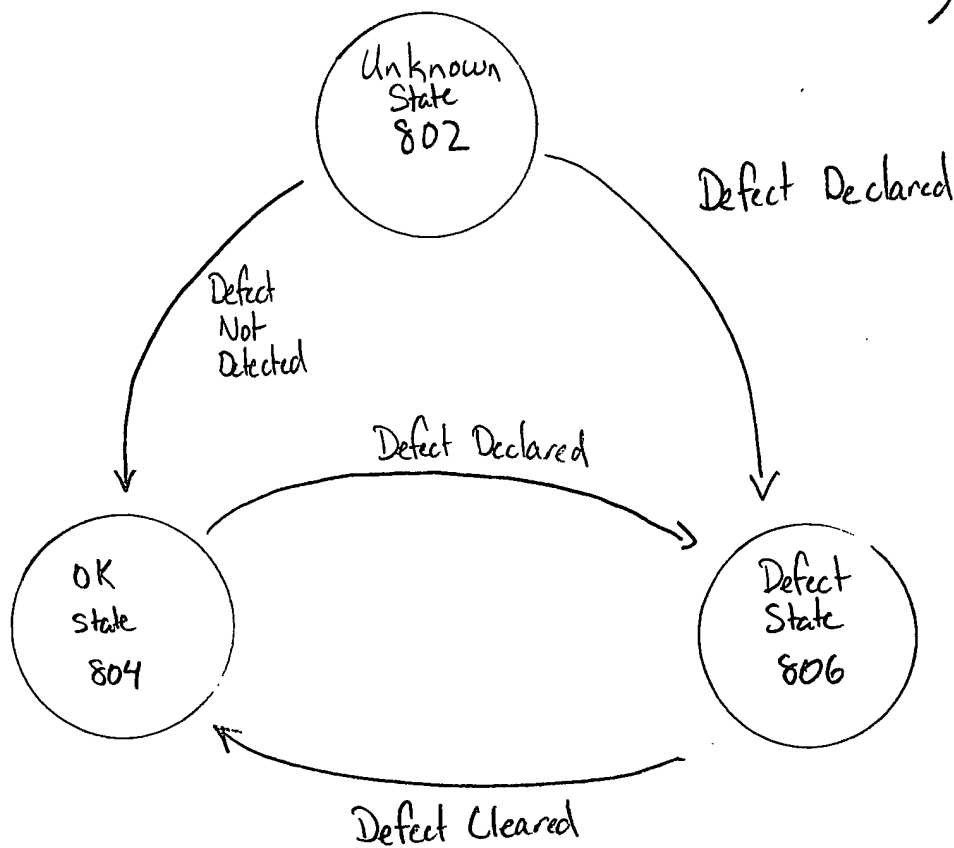 Unknown
State
802
Defect Declared
Defect
Not
Detected
Defect Declared
OK
state
804
Defect
State
806
Defect Cleared